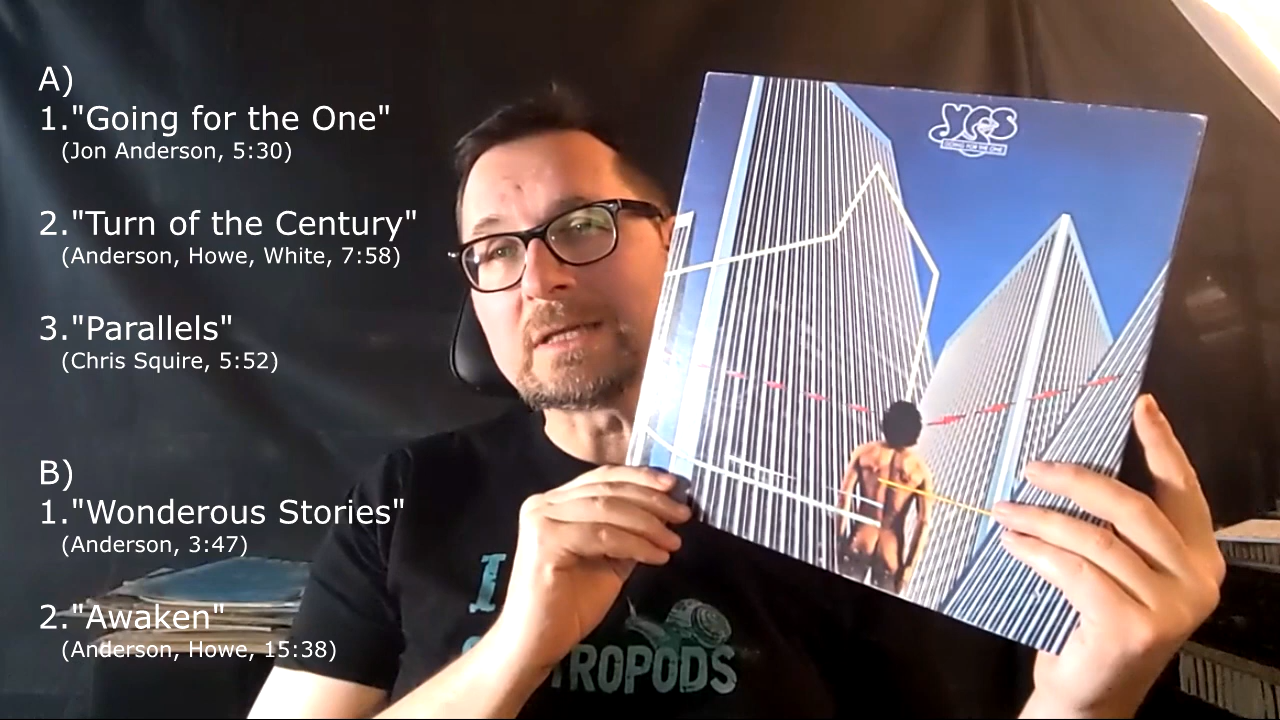 A)
1."Going for the One"
(Jon Anderson, 5:30)
2."Turn of the Century"
(Anderson, Howe, White, 7:58)
3."Parallels"
(Chris Squire, 5:52)
B)
1."Wonderous Stories"
(Anderson, 3:47)
2."Awaken"
(Anderson, Howe, 15:38)
yes
GOING FOR THE ONE
I